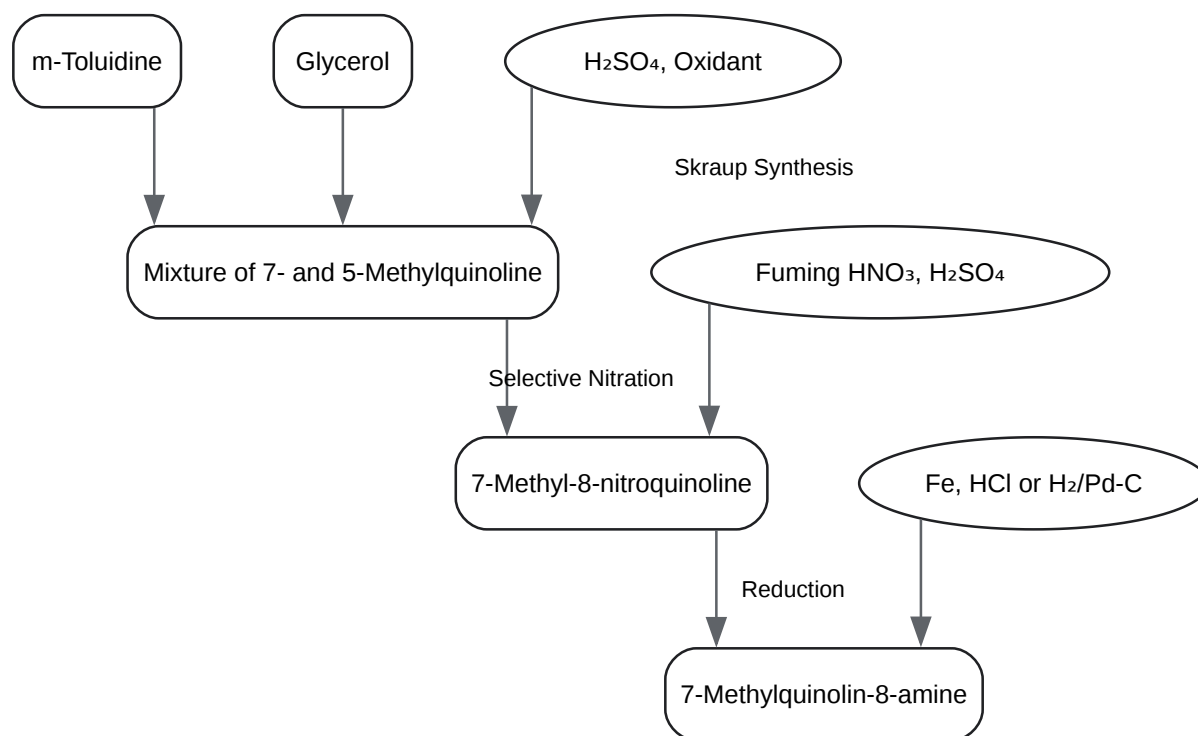 m-Toluidine
Glycerol
H₂SO₄, Oxidant
Skraup Synthesis
Mixture of 7- and 5-Methylquinoline
Fuming HNO₃, H₂SO₄
Selective Nitration
7-Methyl-8-nitroquinoline
Fe, HCl or H₂/Pd-C
Reduction
7-Methylquinolin-8-amine